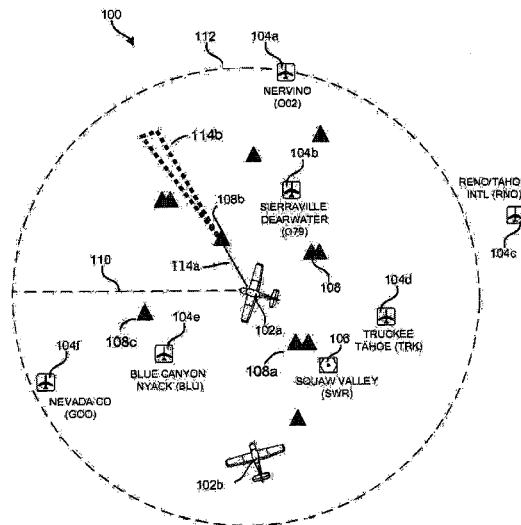 100
112
104a
NERVINO
(O02)
114b
104b
SIERRAVILLE
DEARWATER
(O79)
RENO/TAHO
INTL (RNO)
104c
108b
110
114a
108
104d
102a
TRUCKEE
TAHOE (TRK)
108c
104e
104f
BLUE CANYON
NYACK (BLU)
108a
106
SQUAW VALLEY
(SWR)
NEVADA CO
(GOO)
102b